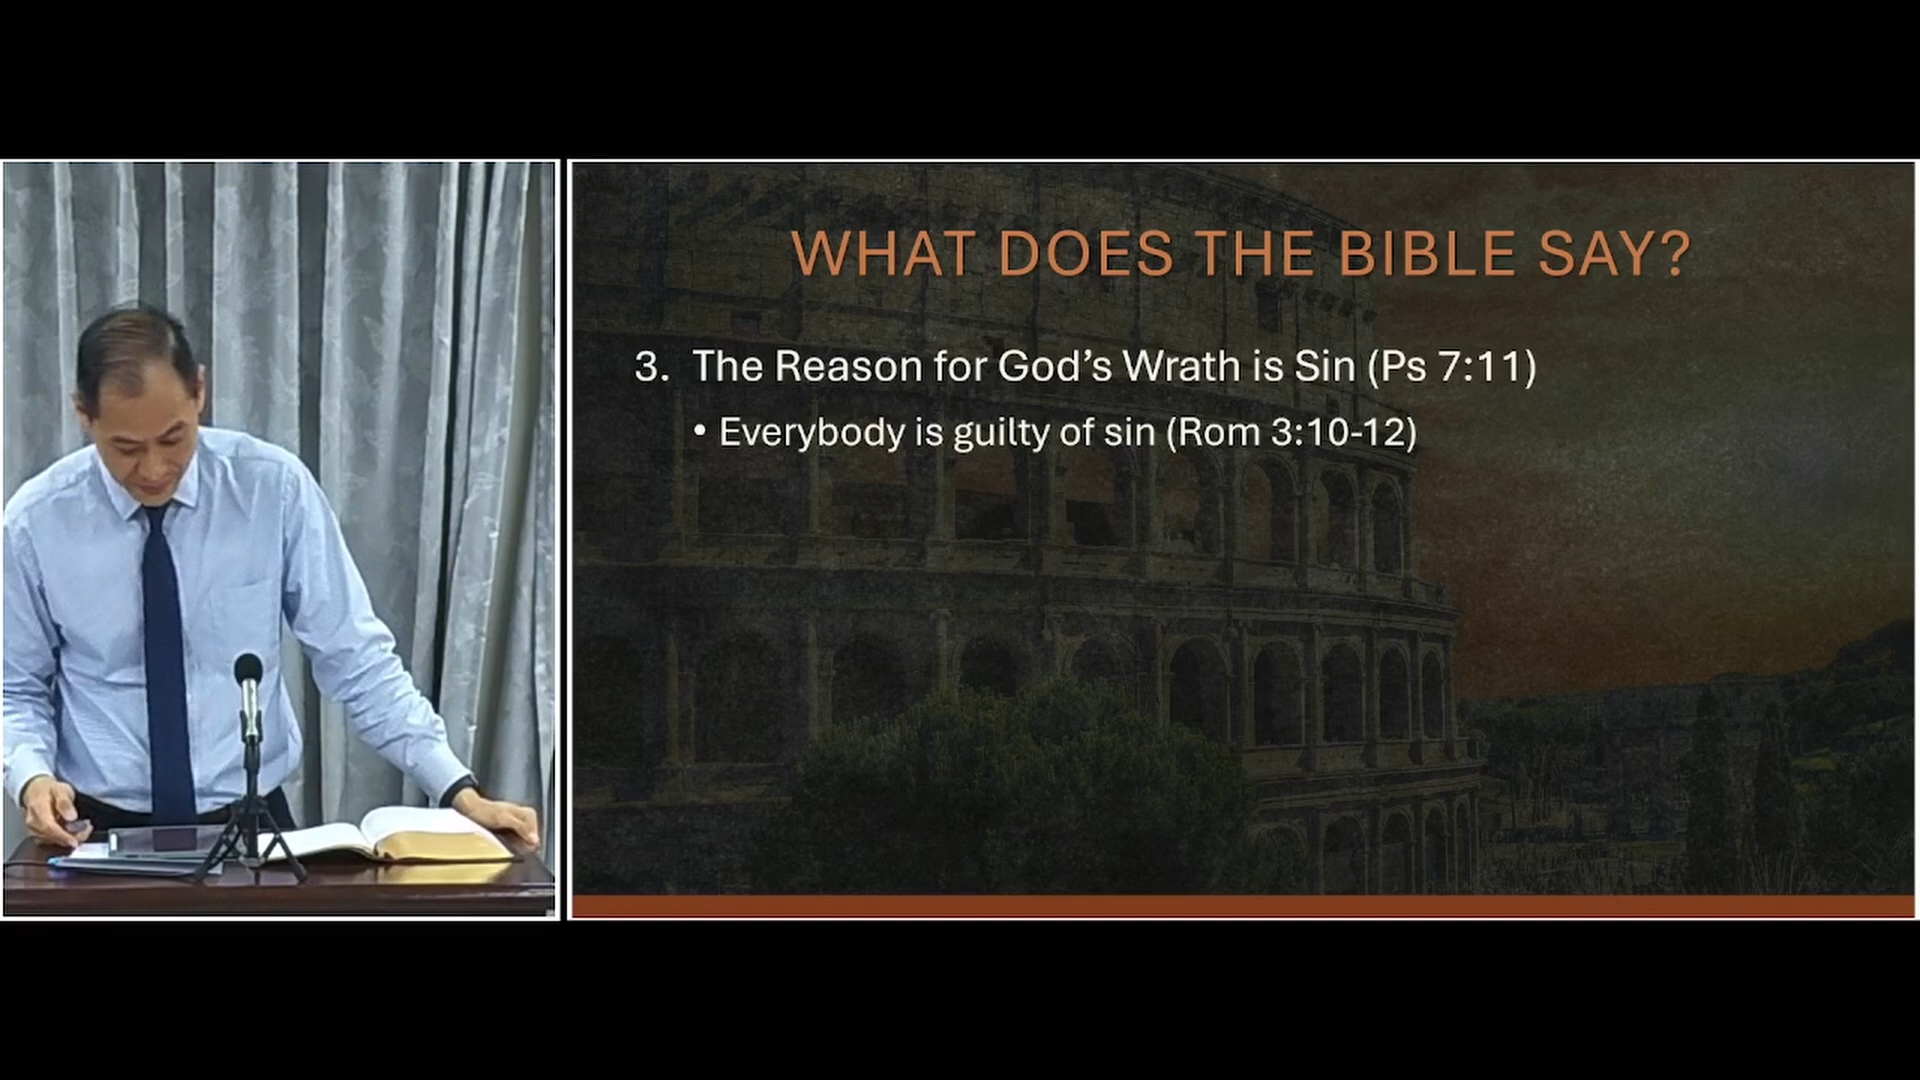 WHAT DOES THE BIBLE SAY?
3. The Reason for God’s Wrath is Sin (Ps 7:11)
• Everybody is guilty of sin (Rom 3:10-12)